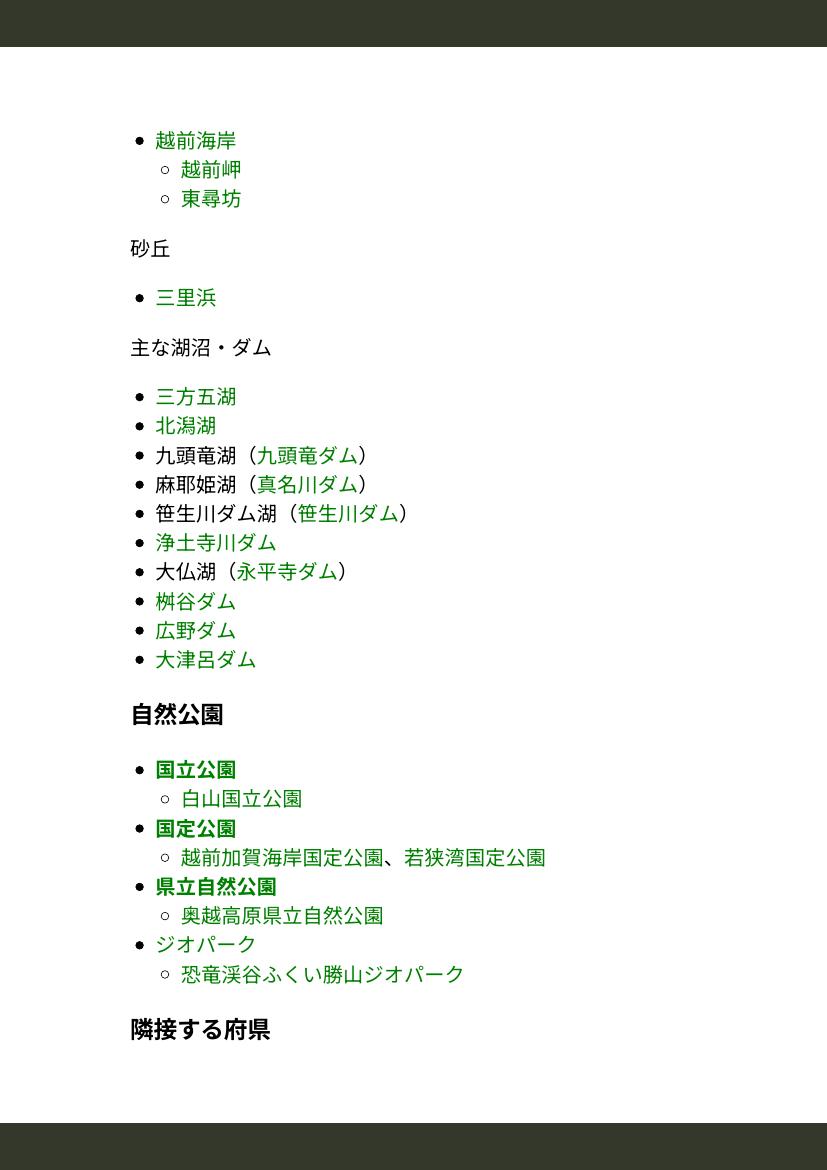 越前海岸
越前岬
東尋坊
砂丘
三里浜
主な湖沼・ダム
三方五湖
北潟湖
九頭竜湖（九頭竜ダム）
麻耶姫湖（真名川ダム）
笹生川ダム湖（笹生川ダム）
浄土寺川ダム
大仏湖（永平寺ダム）
桝谷ダム
広野ダム
大津呂ダム
自然公園
国立公園
白山国立公園
国定公園
越前加賀海岸国定公園、若狭湾国定公園
県立自然公園
奥越高原県立自然公園
ジオパーク
恐竜渓谷ふくい勝山ジオパーク
隣接する府県